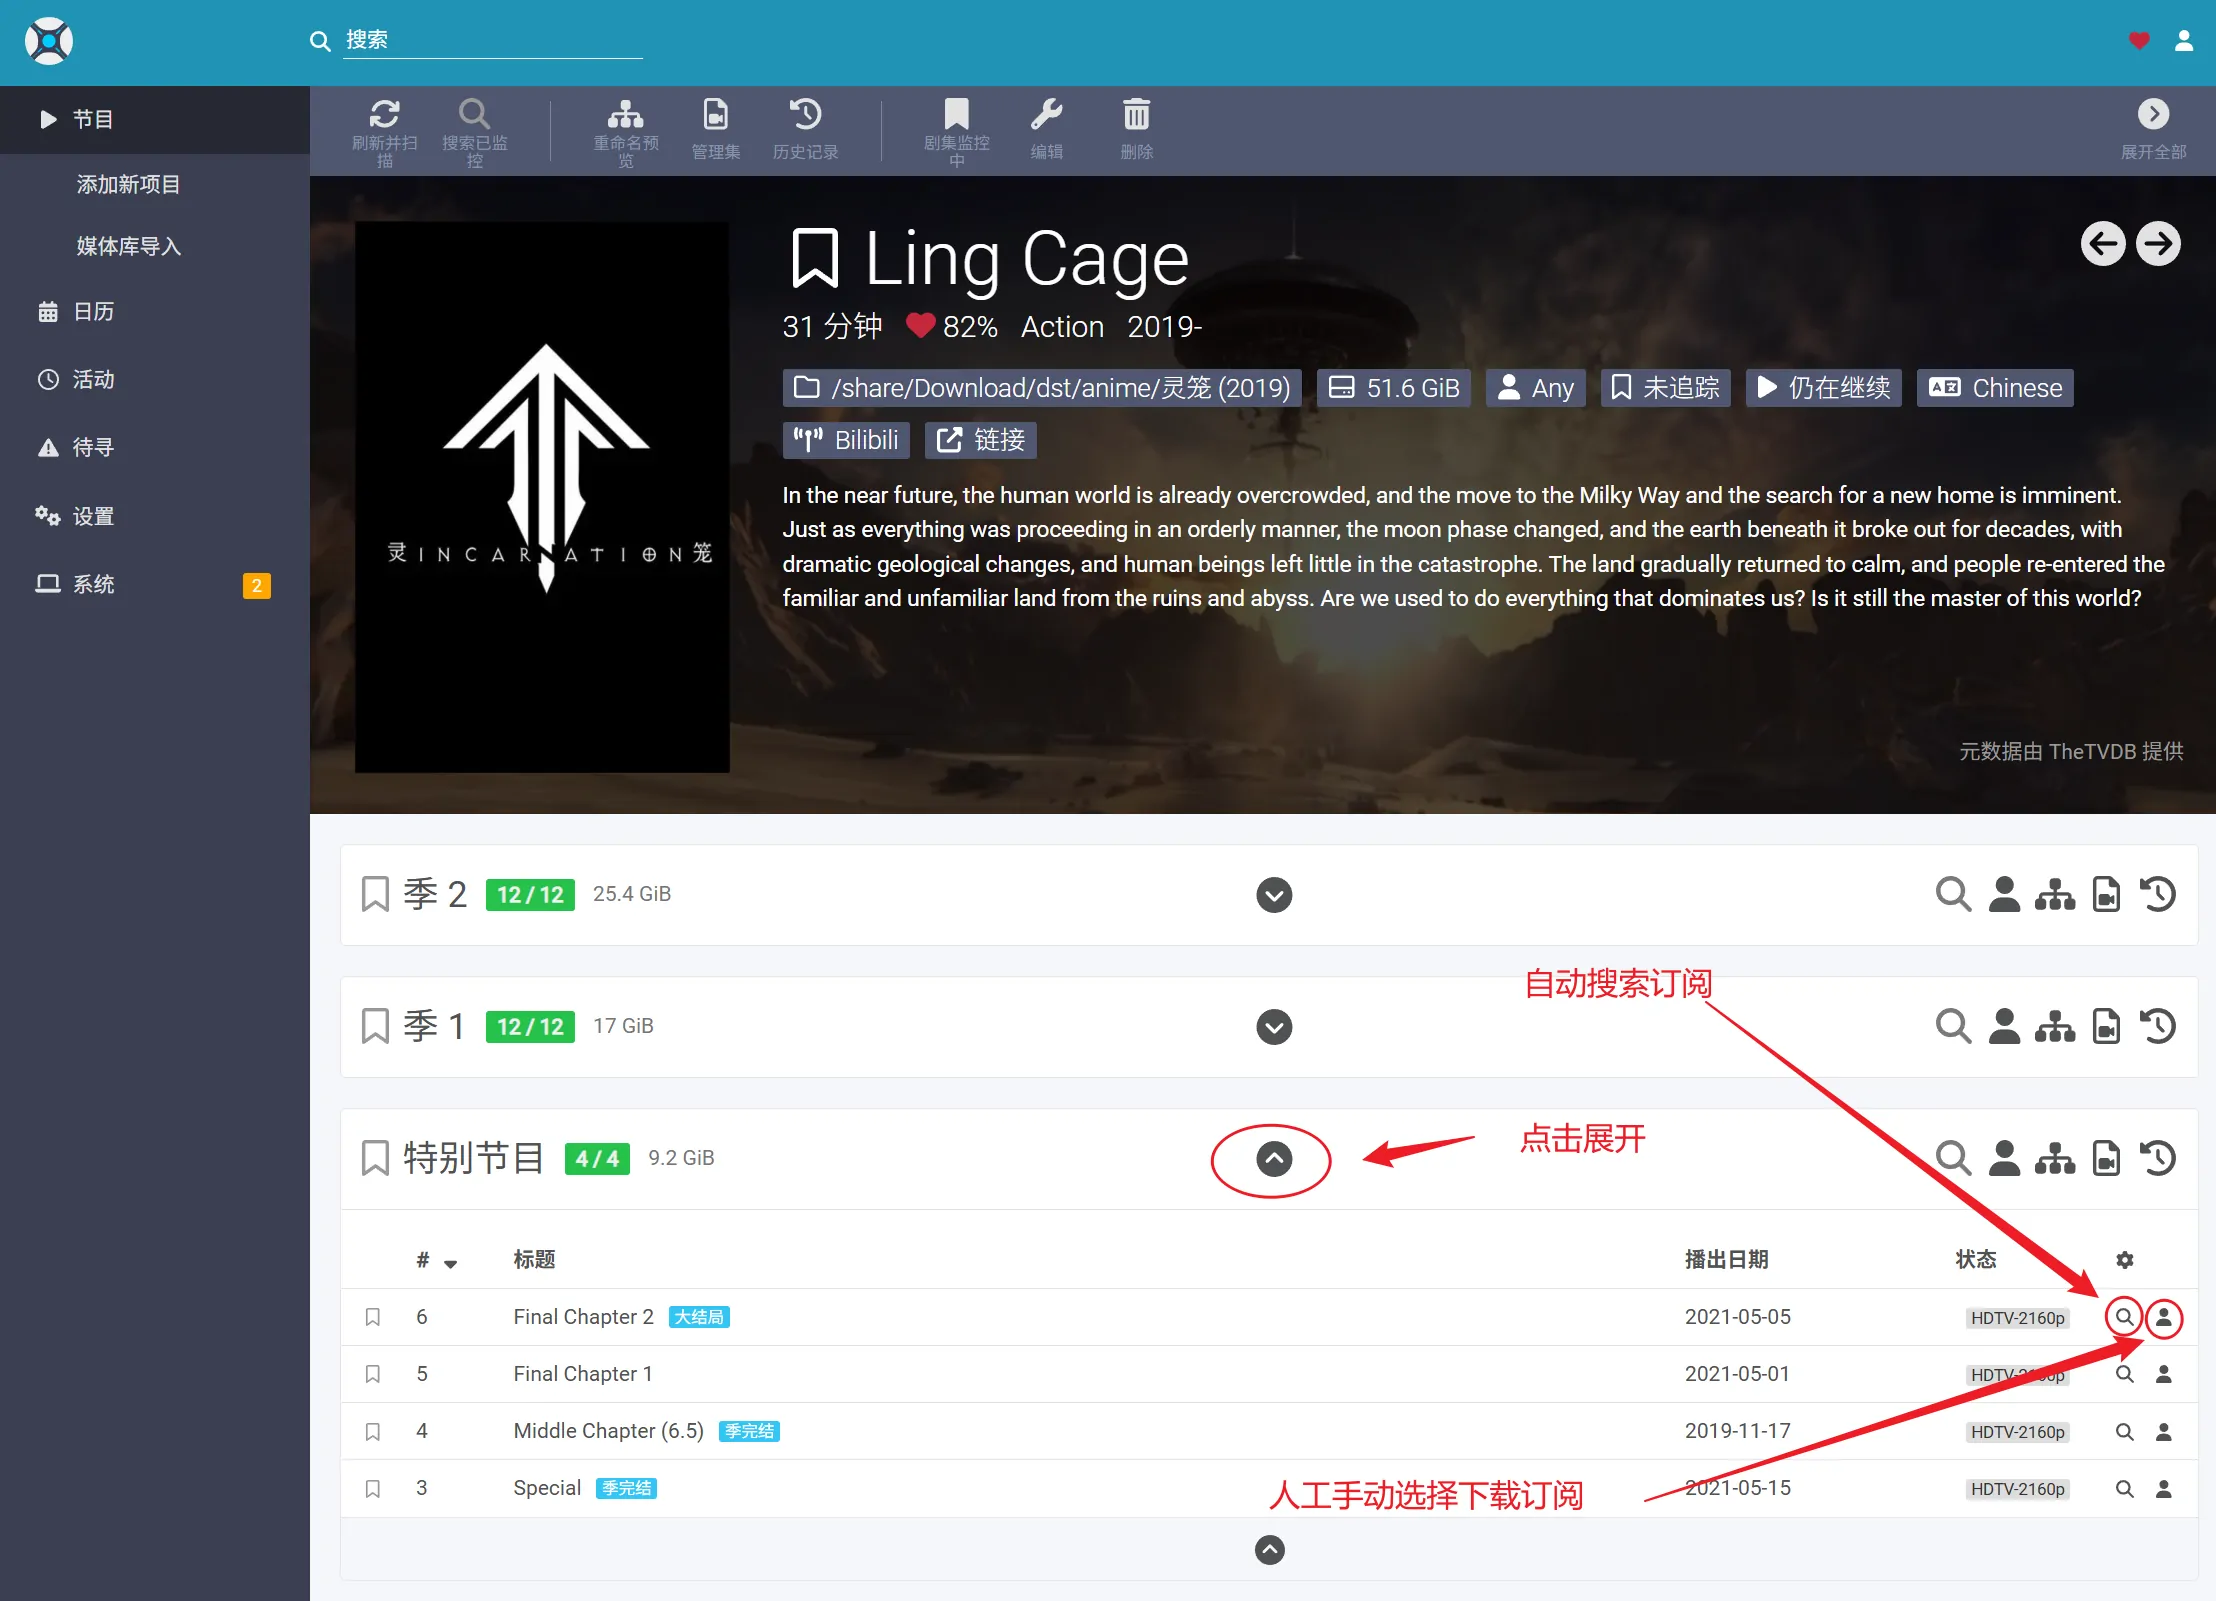 搜索
节目
添加新项目
媒体库导入
日历
活动
待寻
设置
系统 2
刷新并扫描
搜索已监控
重命名预览
管理集
历史记录
剧集监控中
编辑
删除
展开全部
灵INCARNATION笼
Ling Cage
31 分钟 82% Action 2019-
/share/Download/dst/anime/灵笼 (2019) 51.6 GiB Any 未追踪 仍在继续 Chinese
Bilibili 链接
In the near future, the human world is already overcrowded, and the move to the Milky Way and the search for a new home is imminent.
Just as everything was proceeding in an orderly manner, the moon phase changed, and the earth beneath it broke out for decades, with
dramatic geological changes, and human beings left little in the catastrophe. The land gradually returned to calm, and people re-entered the
familiar and unfamiliar land from the ruins and abyss. Are we used to do everything that dominates us? Is it still the master of this world?
元数据由 TheTVDB 提供
季 2 12 / 12 25.4 GiB
自动搜索订阅
季 1 12 / 12 17 GiB
特别节目 4 / 4 9.2 GiB
点击展开
# 标题 播出日期 状态
6 Final Chapter 2 大结局 2021-05-05 HDTV-2160p
5 Final Chapter 1 2021-05-01 HDTV-2160p
4 Middle Chapter (6.5) 季完结 2019-11-17 HDTV-2160p
3 Special 季完结 2021-05-15 HDTV-2160p
人工手动选择下载订阅